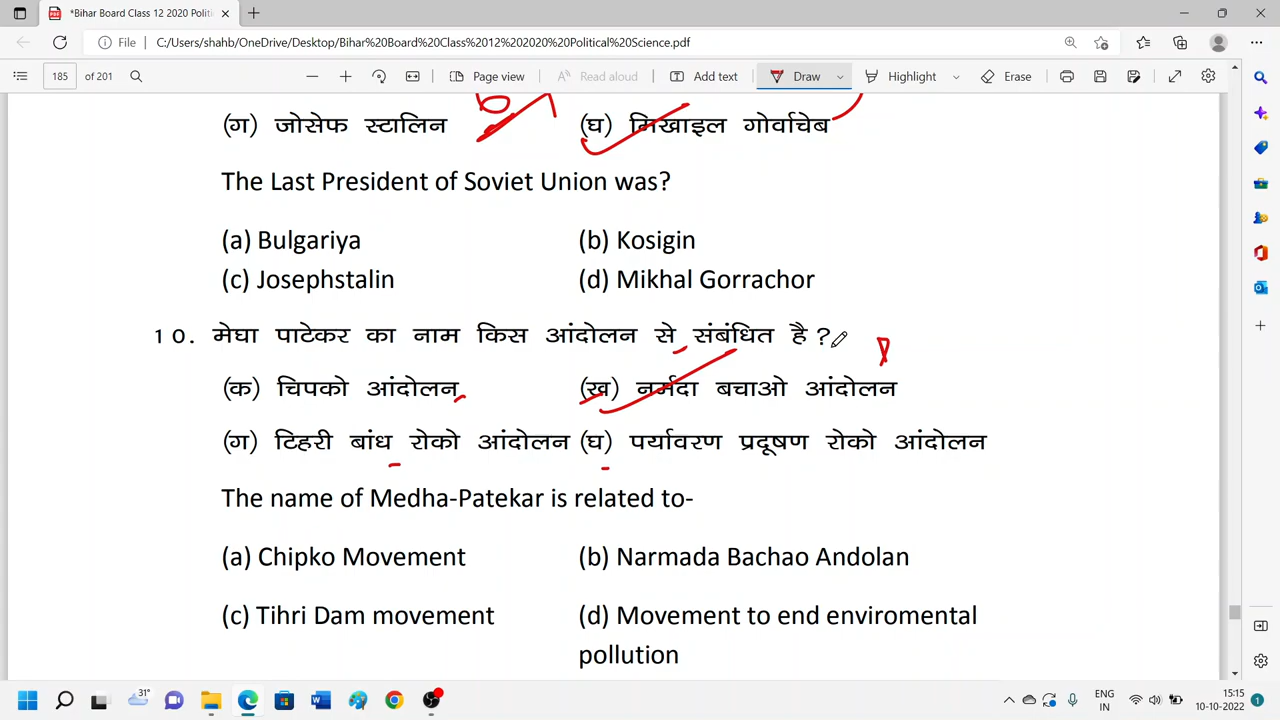 *Bihar Board Class 12 2020 Politi
File C:/Users/shahb/OneDrive/Desktop/Bihar%20Board%20Class%2012%202020%20Political%20Science.pdf
185 of 201 Page view Read aloud Add text Draw Highlight Erase
(ग) जोसेफ स्टालिन (घ) मिखाइल गोर्वाचेब
The Last President of Soviet Union was?
(a) Bulgariya (b) Kosigin
(c) Josephstalin (d) Mikhal Gorrachor
10. मेघा पाटेकर का नाम किस आंदोलन से संबंधित है ?
(क) चिपको आंदोलन (ख) नर्मदा बचाओ आंदोलन
(ग) टिहरी बांध रोको आंदोलन (घ) पर्यावरण प्रदूषण रोको आंदोलन
The name of Medha-Patekar is related to-
(a) Chipko Movement (b) Narmada Bachao Andolan
(c) Tihri Dam movement (d) Movement to end enviromental
pollution
31° ENG 15:15
IN 10-10-2022 1